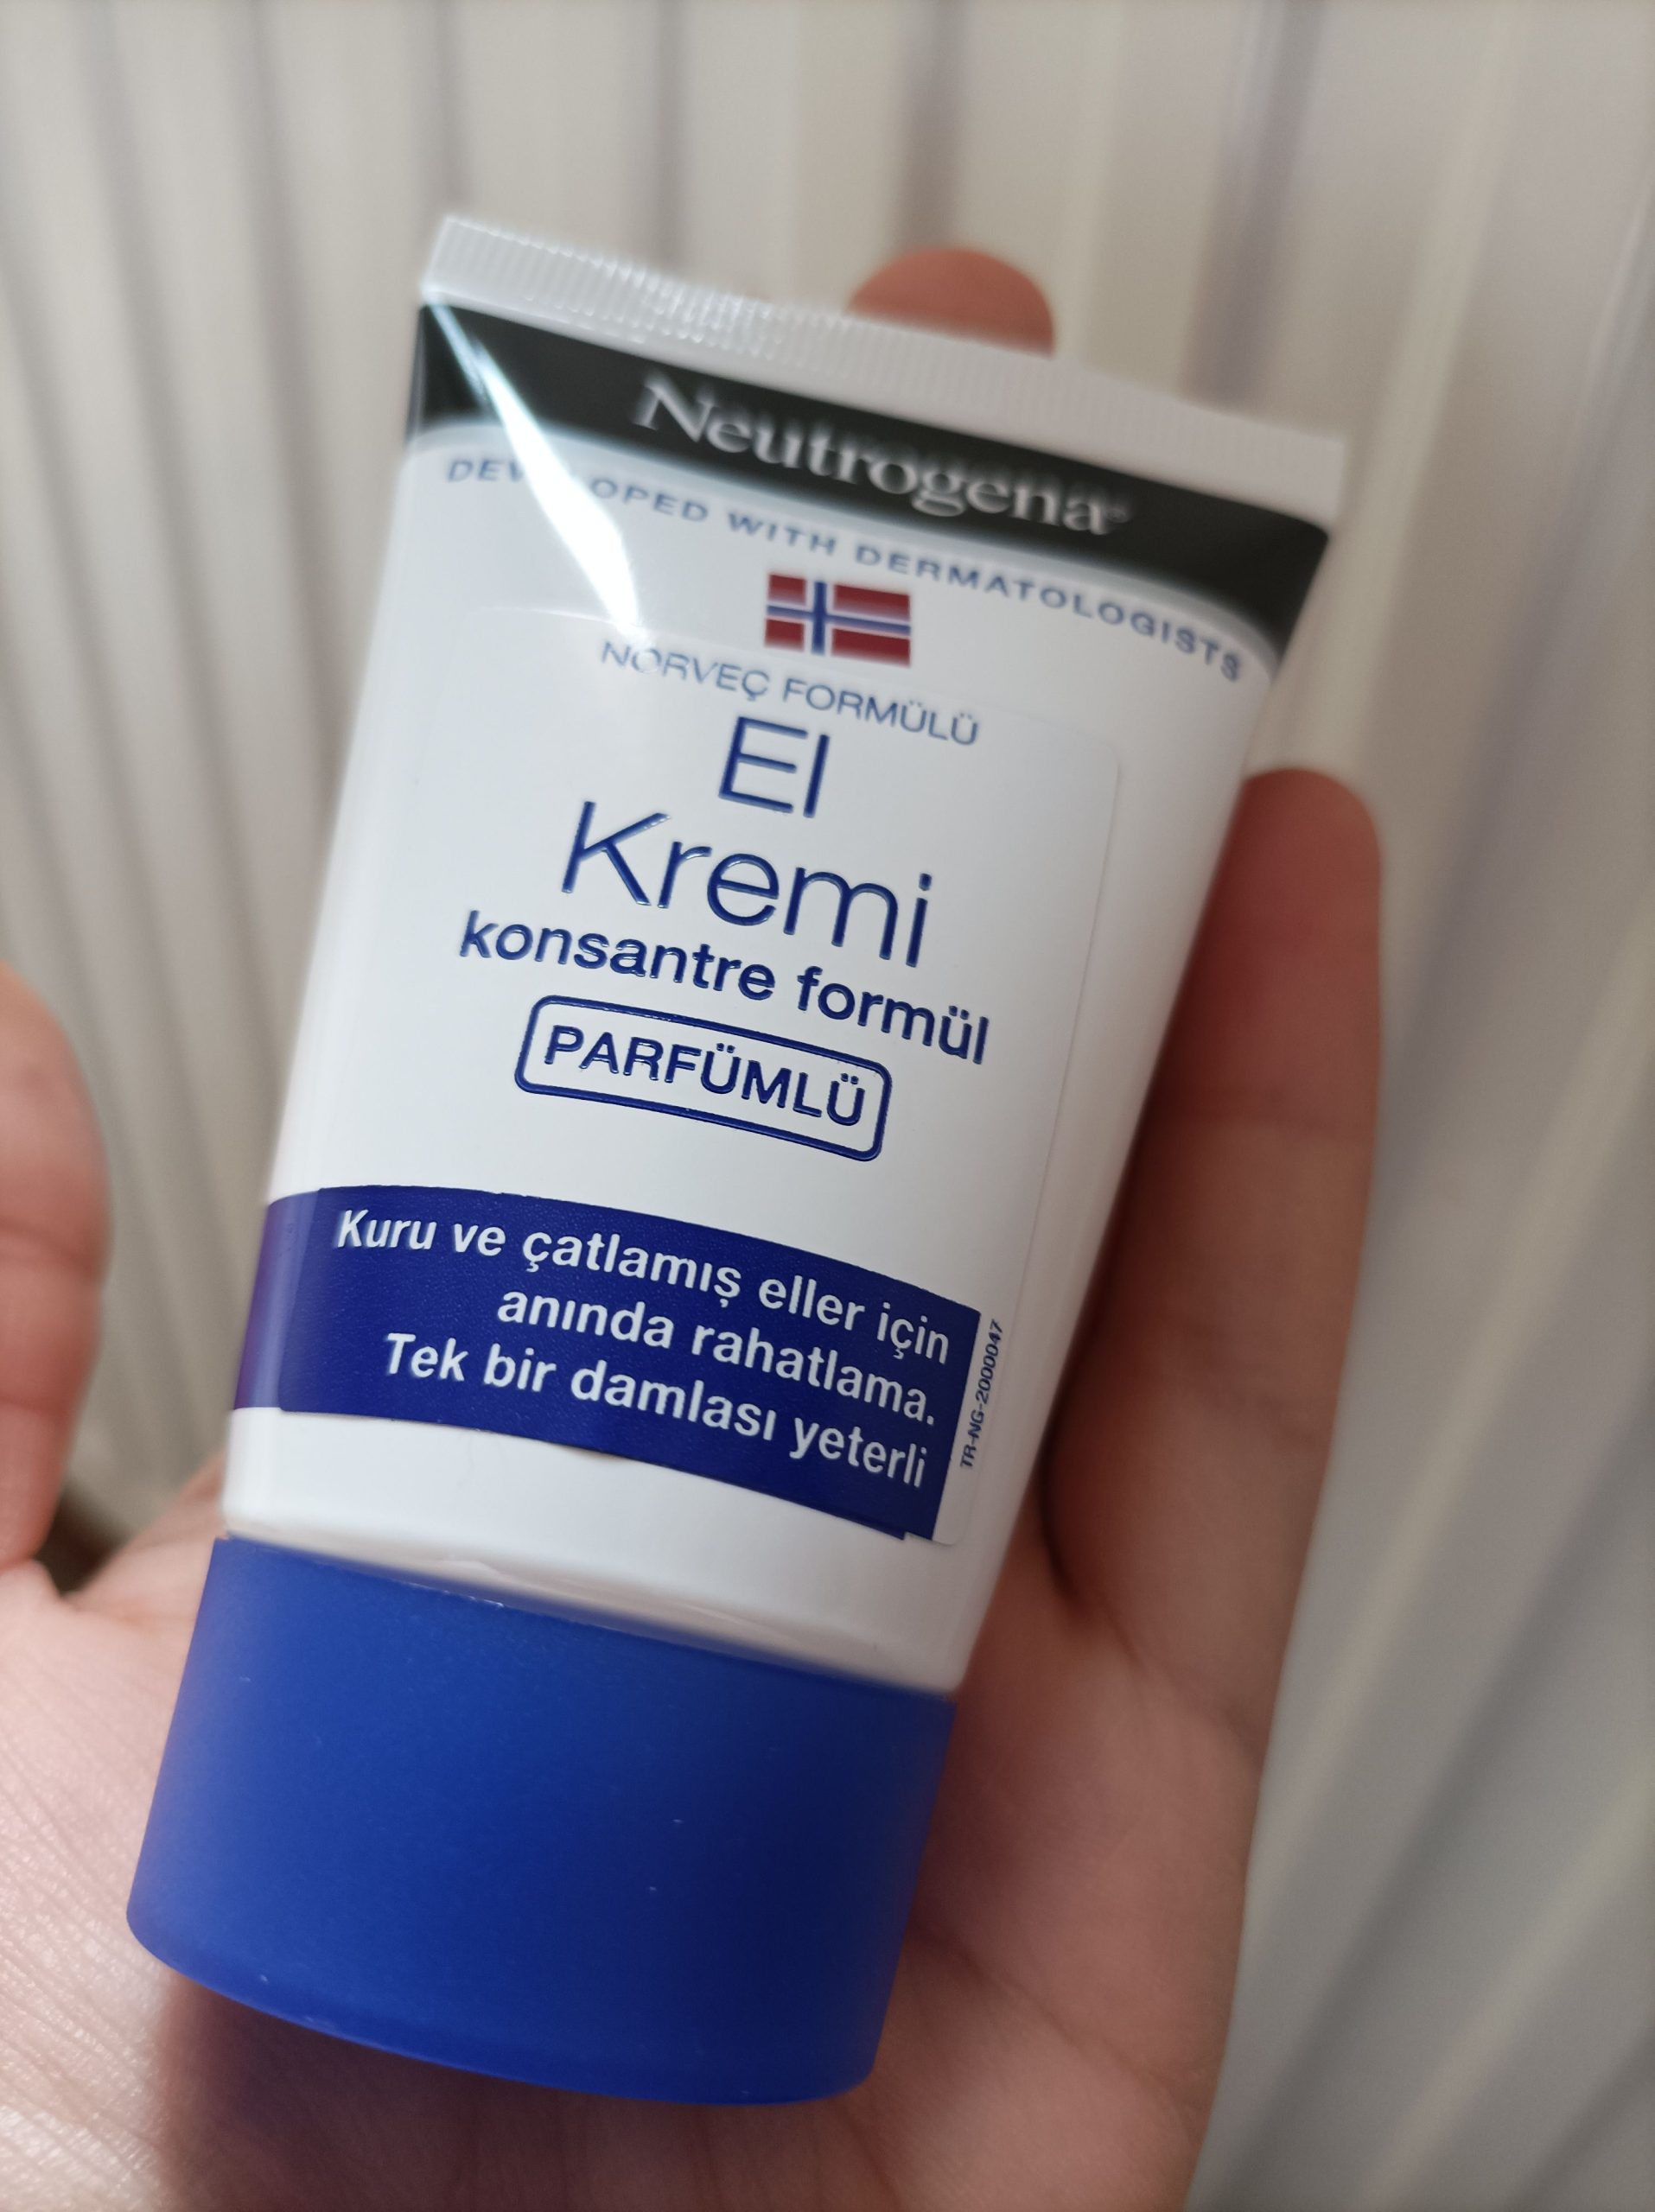 Neutrogena®
DEVELOPED WITH DERMATOLOGISTS
NORVEÇ FORMÜLÜ
El
Kremi
konsantre formül
PARFÜMLÜ
Kuru ve çatlamış eller için
anında rahatlama.
Tek bir damlası yeterli
TR-NG-2000047